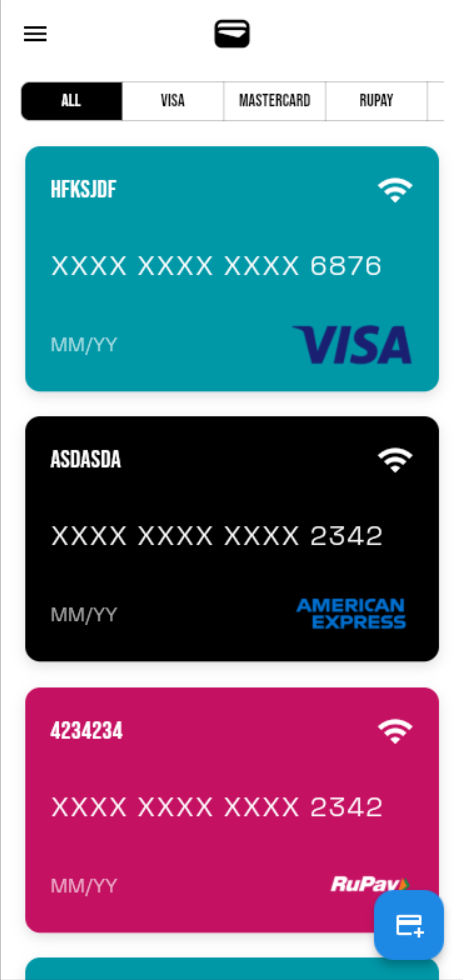 ALL VISA MASTERCARD RUPAY
HFKSJDF
XXXX XXXX XXXX 6876
MM/YY VISA
ASDASDA
XXXX XXXX XXXX 2342
MM/YY AMERICAN
EXPRESS
4234234
XXXX XXXX XXXX 2342
MM/YY RuPay